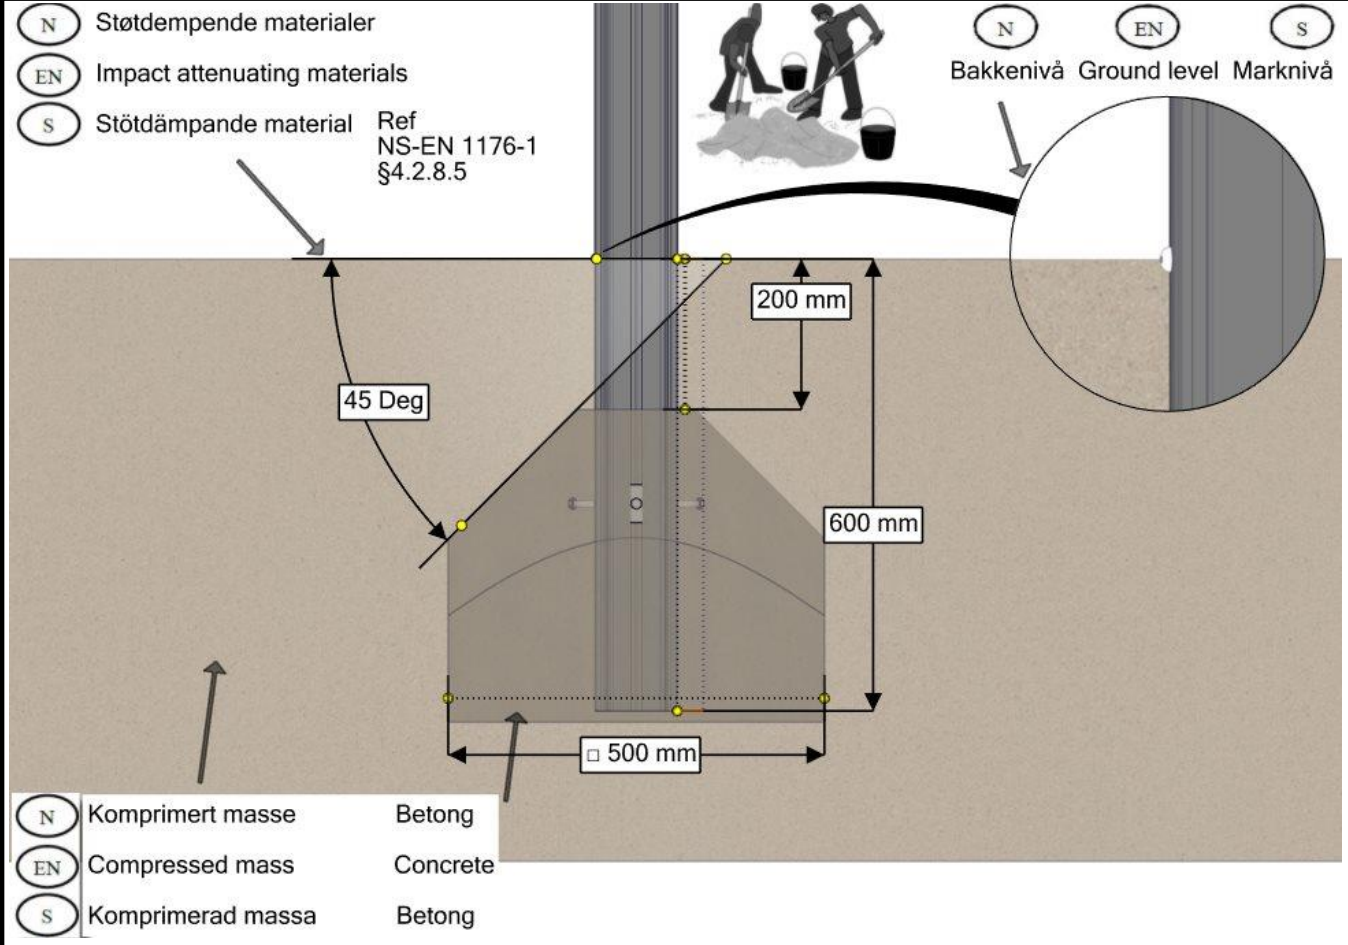 N Støtdempende materialer
EN Impact attenuating materials
S Stötdämpande material
Ref
NS-EN 1176-1
§4.2.8.5
N EN S
Bakkenivå Ground level Marknivå
200 mm
45 Deg
600 mm
□ 500 mm
N Komprimert masse Betong
EN Compressed mass Concrete
S Komprimerad massa Betong